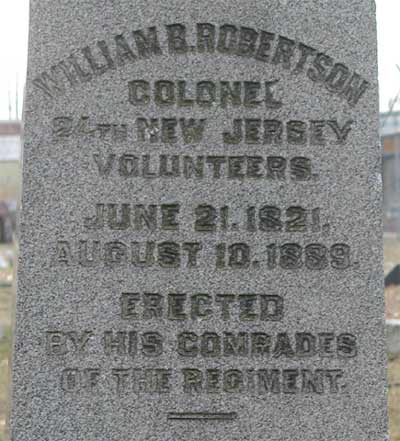 WILLIAM B. ROBERTSON
COLONEL
24TH NEW JERSEY
VOLUNTEERS.
JUNE 21. 1821.
AUGUST 10. 1889.
ERECTED
BY HIS COMRADES
OF THE REGIMENT.